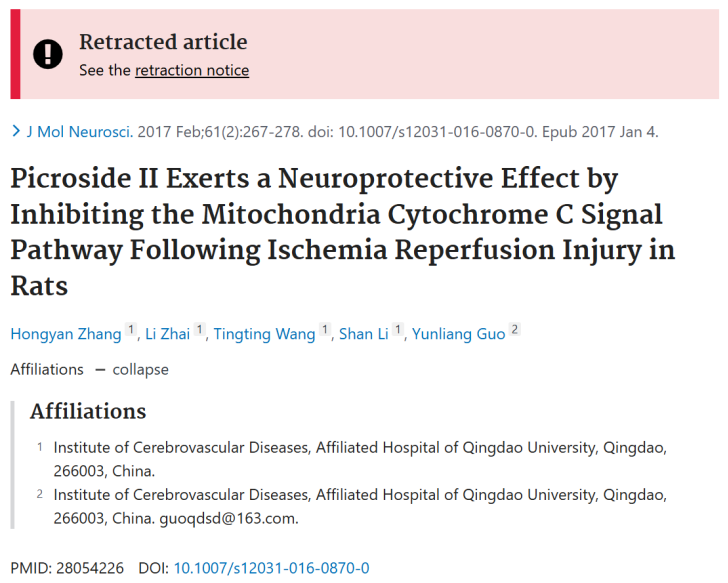 Retracted article
See the retraction notice
J Mol Neurosci. 2017 Feb;61(2):267-278. doi: 10.1007/s12031-016-0870-0. Epub 2017 Jan 4.
Picroside II Exerts a Neuroprotective Effect by
Inhibiting the Mitochondria Cytochrome C Signal
Pathway Following Ischemia Reperfusion Injury in
Rats
Hongyan Zhang 1, Li Zhai 1, Tingting Wang 1, Shan Li 1, Yunliang Guo 2
Affiliations – collapse
Affiliations
1 Institute of Cerebrovascular Diseases, Affiliated Hospital of Qingdao University, Qingdao,
266003, China.
2 Institute of Cerebrovascular Diseases, Affiliated Hospital of Qingdao University, Qingdao,
266003, China. guoqdsd@163.com.
PMID: 28054226 DOI: 10.1007/s12031-016-0870-0